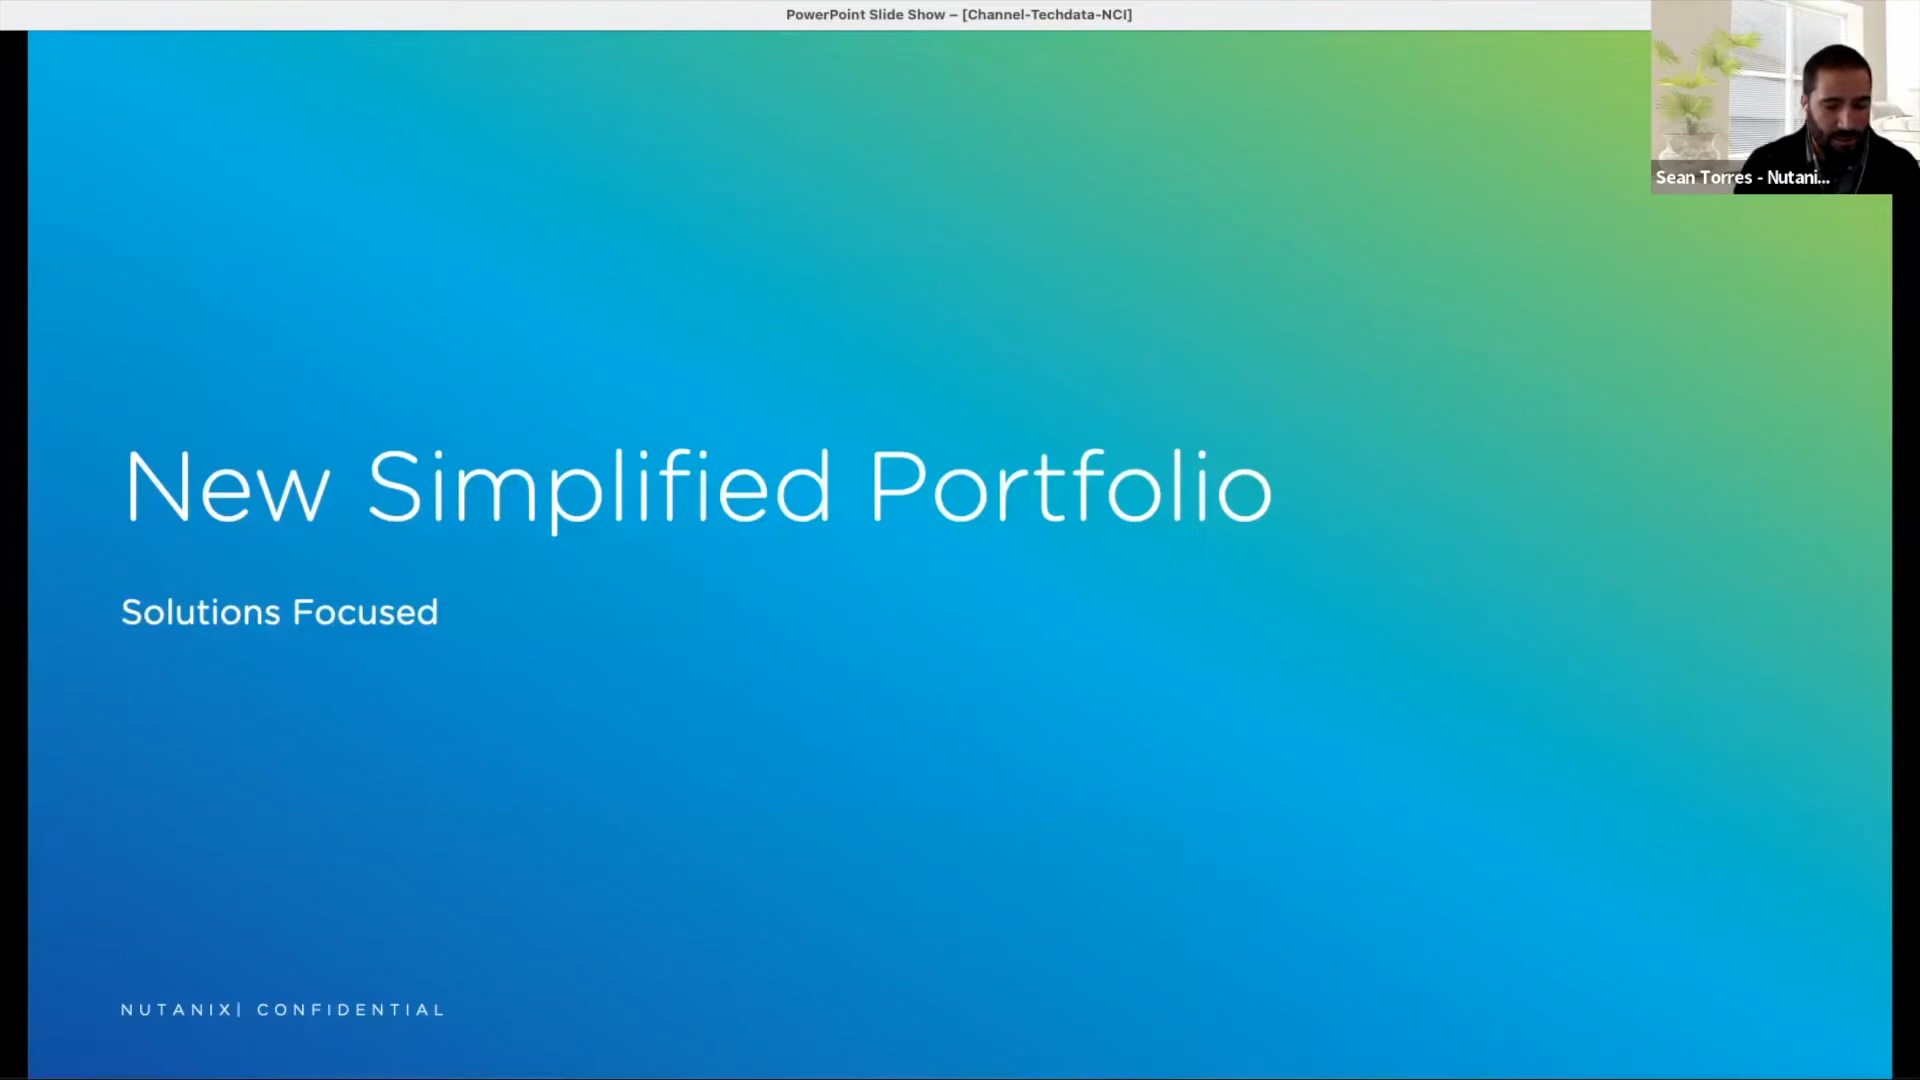 PowerPoint Slide Show – [Channel-Techdata-NCI]
Sean Torres - Nutani...
New Simplified Portfolio
Solutions Focused
NUTANIX| CONFIDENTIAL